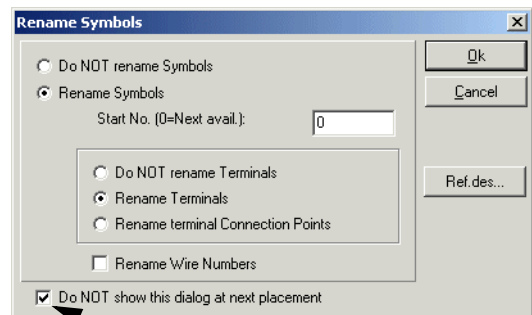 Rename Symbols
Do NOT rename Symbols
Rename Symbols
Start No. (0=Next avail.): 0
Do NOT rename Terminals
Rename Terminals
Rename terminal Connection Points
Rename Wire Numbers
Do NOT show this dialog at next placement
Ok
Cancel
Ref.des...